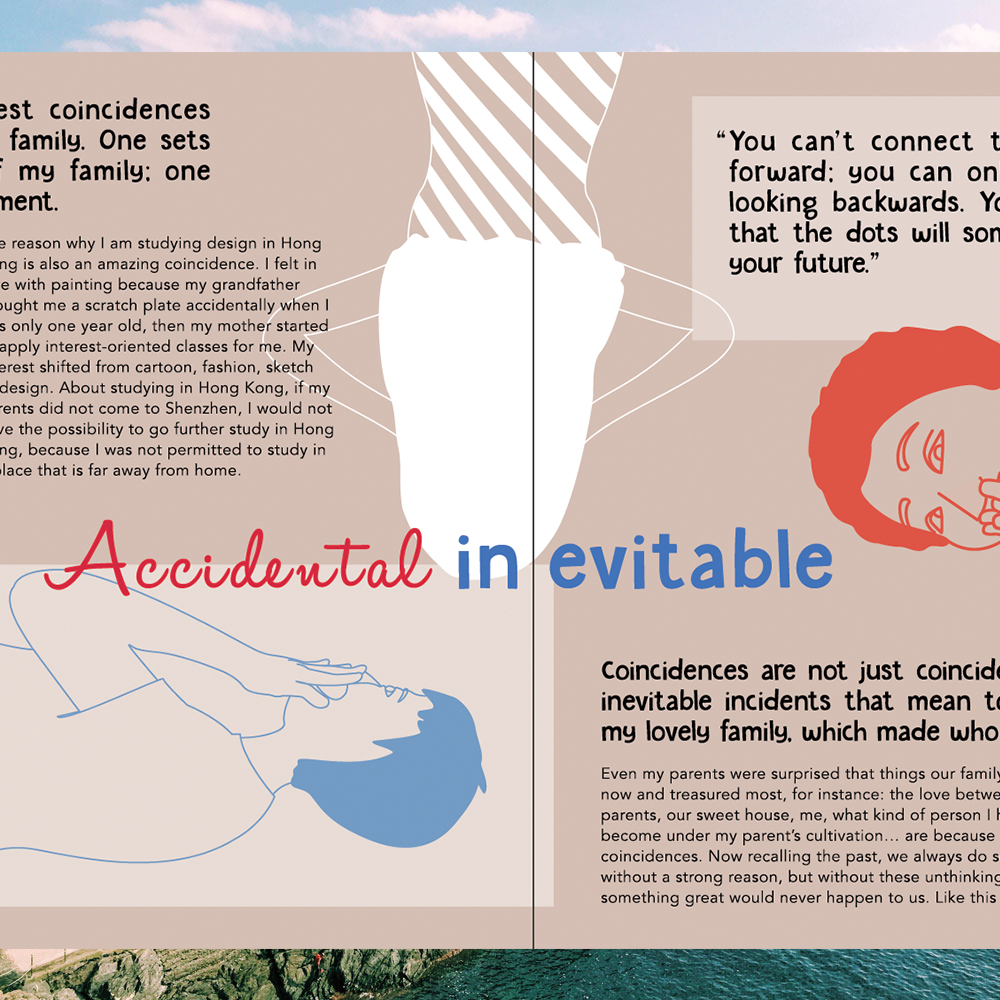 est coincidences
family. One sets
my family; one
ment.
e reason why I am studying design in Hong
ng is also an amazing coincidence. I felt in
e with painting because my grandfather
ought me a scratch plate accidentally when I
s only one year old, then my mother started
apply interest-oriented classes for me. My
erest shifted from cartoon, fashion, sketch
design. About studying in Hong Kong, if my
rents did not come to Shenzhen, I would not
ve the possibility to go further study in Hong
ng, because I was not permitted to study in
place that is far away from home.
“You can’t connect t
forward; you can on
looking backwards. Yo
that the dots will som
your future.”
Accidental in evitable
Coincidences are not just coincide
inevitable incidents that mean to
my lovely family, which made who
Even my parents were surprised that things our family
now and treasured most, for instance: the love betwe
parents, our sweet house, me, what kind of person I h
become under my parent’s cultivation... are because
coincidences. Now recalling the past, we always do s
without a strong reason, but without these unthinking
something great would never happen to us. Like this